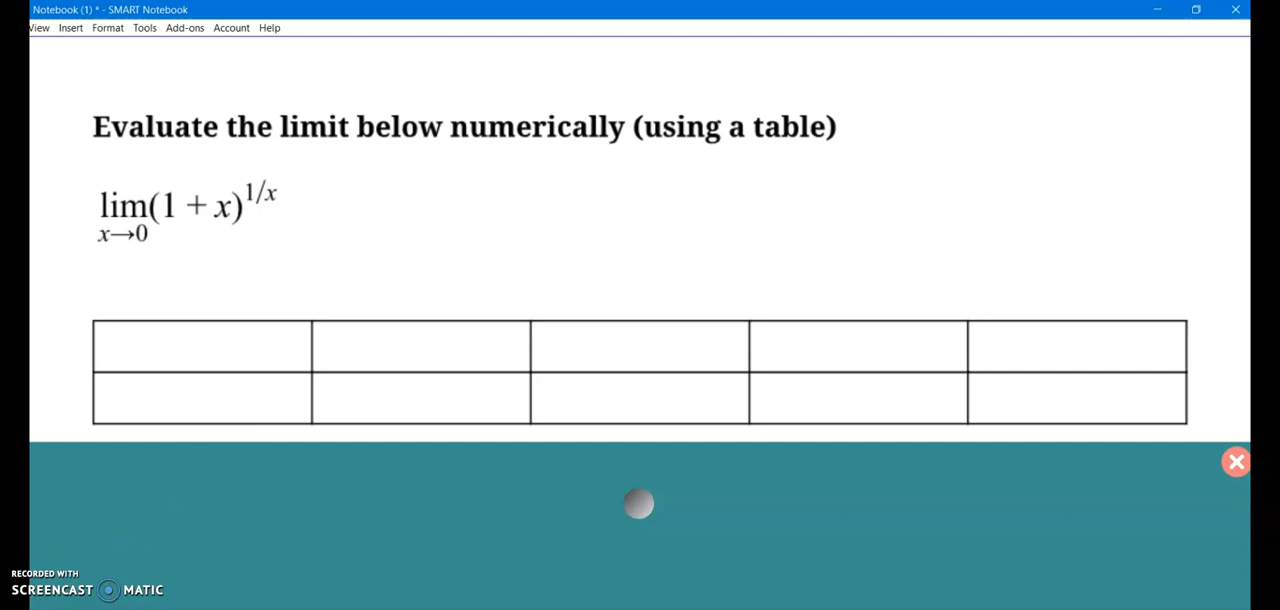 Notebook (1) * - SMART Notebook
View Insert Format Tools Add-ons Account Help
Evaluate the limit below numerically (using a table)
lim(1 + x)^1/x
x→0
RECORDED WITH
SCREENCAST MATIC